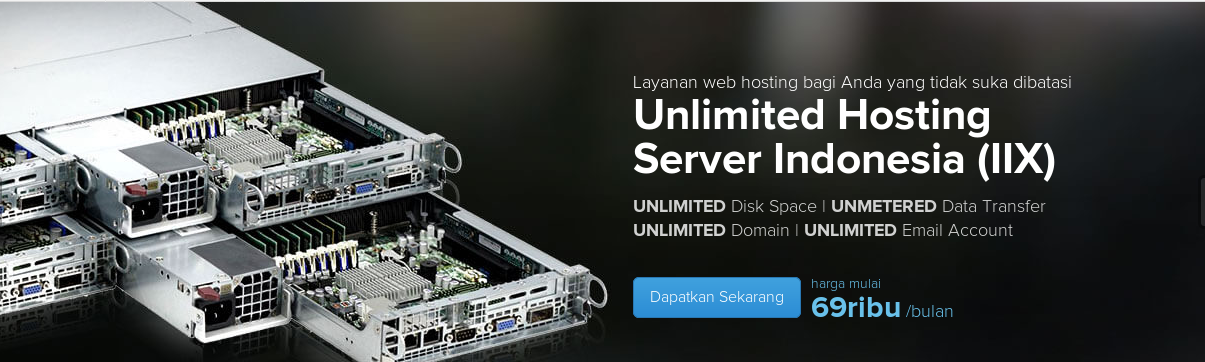 Layanan web hosting bagi Anda yang tidak suka dibatasi
Unlimited Hosting
Server Indonesia (IIX)
UNLIMITED Disk Space | UNMETERED Data Transfer
UNLIMITED Domain | UNLIMITED Email Account
Dapatkan Sekarang
harga mulai
69ribu /bulan